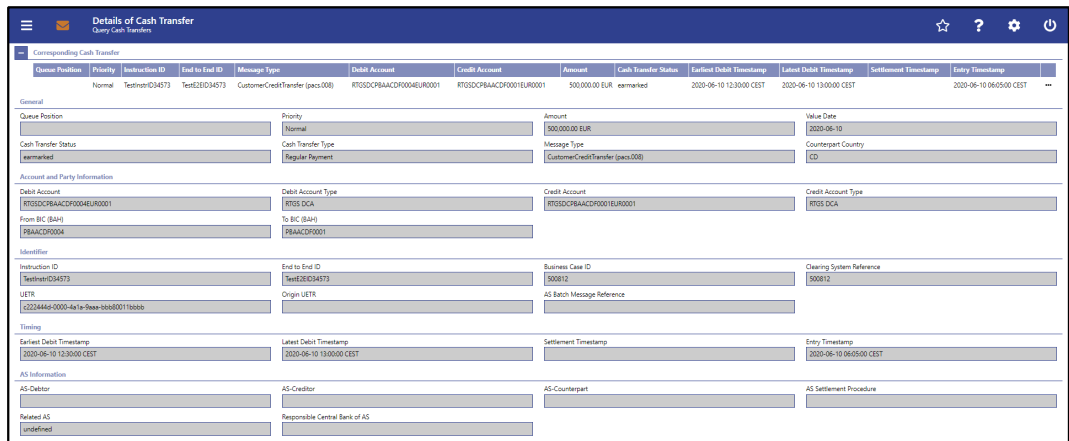 Details of Cash Transfer
Query Cash Transfers
Corresponding Cash Transfer
Queue Position Priority Instruction ID End to End ID Message Type Debit Account Credit Account Amount Cash Transfer Status Earliest Debit Timestamp Latest Debit Timestamp Settlement Timestamp Entry Timestamp
Normal TestInstrID34573 TestE2EID34573 CustomerCreditTransfer (pacs.008) RTGSDCPBAACDF0004EUR0001 RTGSDCPBAACDF0001EUR0001 500,000.00 EUR earmarked 2020-06-10 12:30:00 CEST 2020-06-10 13:00:00 CEST 2020-06-10 06:05:00 CEST ...
General
Queue Position Priority Amount Value Date
Normal 500,000.00 EUR 2020-06-10
Cash Transfer Status Cash Transfer Type Message Type Counterpart Country
earmarked Regular Payment CustomerCreditTransfer (pacs.008) CD
Account and Party Information
Debit Account Debit Account Type Credit Account Credit Account Type
RTGSDCPBAACDF0004EUR0001 RTGS DCA RTGSDCPBAACDF0001EUR0001 RTGS DCA
From BIC (BAH) To BIC (BAH)
PBAACDF0004 PBAACDF0001
Identifier
Instruction ID End to End ID Business Case ID Clearing System Reference
TestInstrID34573 TestE2EID34573 500812 500812
UETR Origin UETR AS Batch Message Reference
c222444d-0000-4a1a-9aaa-bbb80011bbbb
Timing
Earliest Debit Timestamp Latest Debit Timestamp Settlement Timestamp Entry Timestamp
2020-06-10 12:30:00 CEST 2020-06-10 13:00:00 CEST 2020-06-10 06:05:00 CEST
AS Information
AS-Debtor AS-Creditor AS-Counterpart AS Settlement Procedure
Related AS Responsible Central Bank of AS
undefined